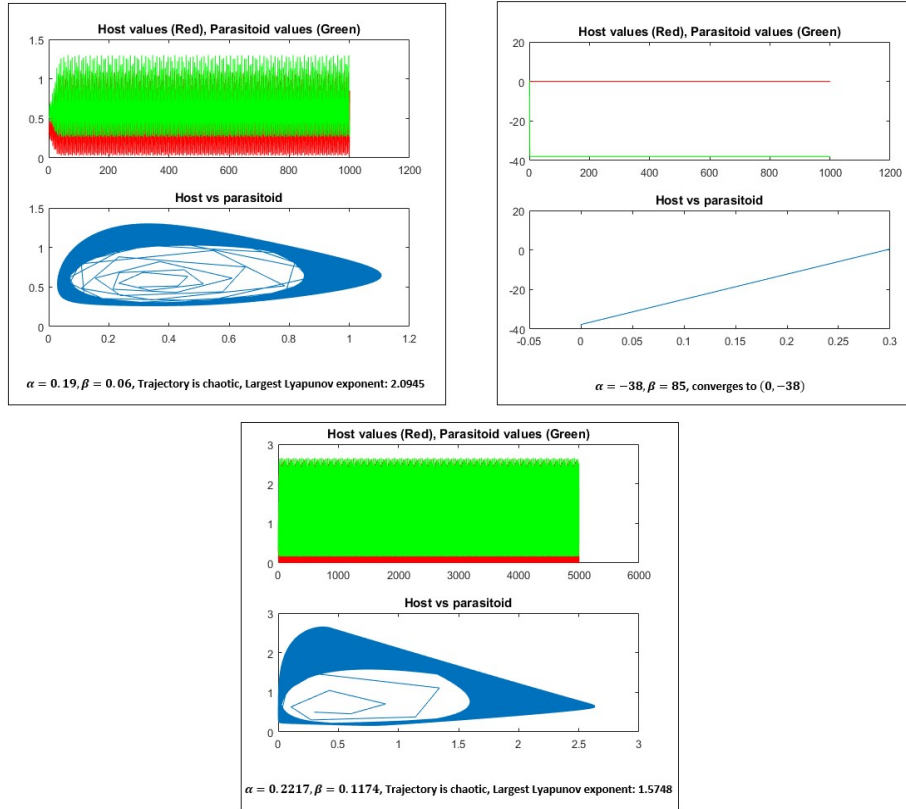 Host values (Red), Parasitoid values (Green)
1.5
1
0.5
0
0 200 400 600 800 1000 1200
Host vs parasitoid
1.5
1
0.5
0
0 0.2 0.4 0.6 0.8 1 1.2
α = 0.19, β = 0.06, Trajectory is chaotic, Largest Lyapunov exponent: 2.0945
Host values (Red), Parasitoid values (Green)
20
0
-20
-40
0 200 400 600 800 1000 1200
Host vs parasitoid
20
0
-20
-40
-0.05 0 0.05 0.1 0.15 0.2 0.25 0.3
α = −38, β = 85, converges to (0, −38)
Host values (Red), Parasitoid values (Green)
3
2
1
0
0 1000 2000 3000 4000 5000 6000
Host vs parasitoid
3
2
1
0
0 0.5 1 1.5 2 2.5 3
α = 0.2217, β = 0.1174, Trajectory is chaotic, Largest Lyapunov exponent: 1.5748